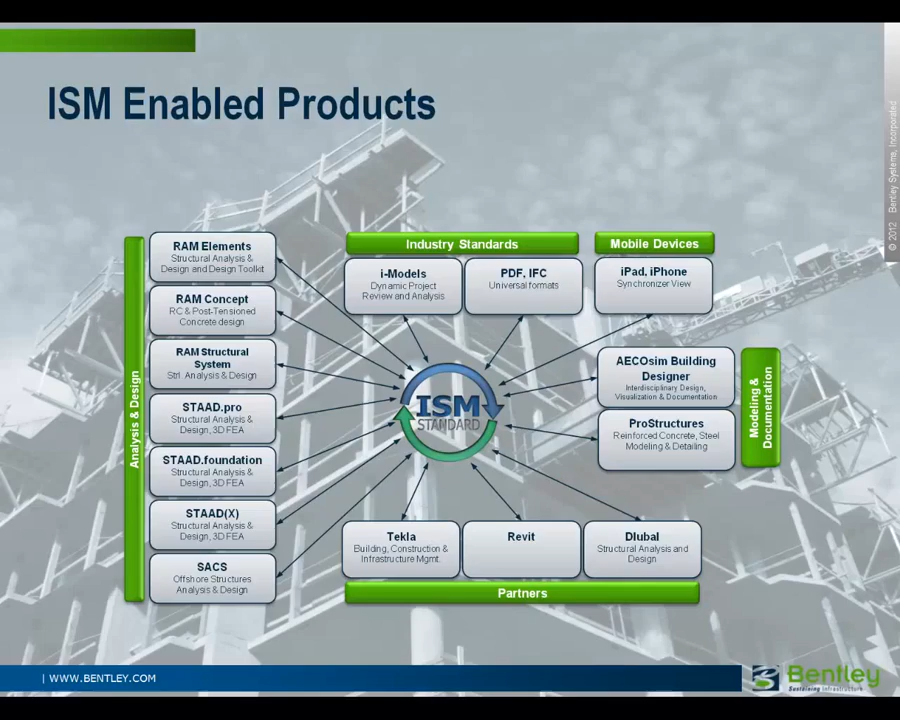 ISM Enabled Products
© 2012 Bentley Systems, Incorporated
Analysis & Design
RAM Elements
Structural Analysis &
Design and Design Toolkit
RAM Concept
RC & Post-Tensioned
Concrete design
RAM Structural
System
Strl. Analysis & Design
STAAD.pro
Structural Analysis &
Design, 3D FEA
STAAD.foundation
Structural Analysis &
Design, 3D FEA
STAAD(X)
Structural Analysis &
Design, 3D FEA
SACS
Offshore Structures
Analysis & Design
Industry Standards
i-Models
Dynamic Project
Review and Analysis
PDF, IFC
Universal formats
Mobile Devices
iPad, iPhone
Synchronizer View
ISM
STANDARD
AECOsim Building
Designer
Interdisciplinary Design,
Visualization & Documentation
ProStructures
Reinforced Concrete, Steel
Modeling & Detailing
Modeling &
Documentation
Tekla
Building, Construction &
Infrastructure Mgmt.
Revit
Dlubal
Structural Analysis and
Design
Partners
| WWW.BENTLEY.COM
Bentley
Sustaining Infrastructure